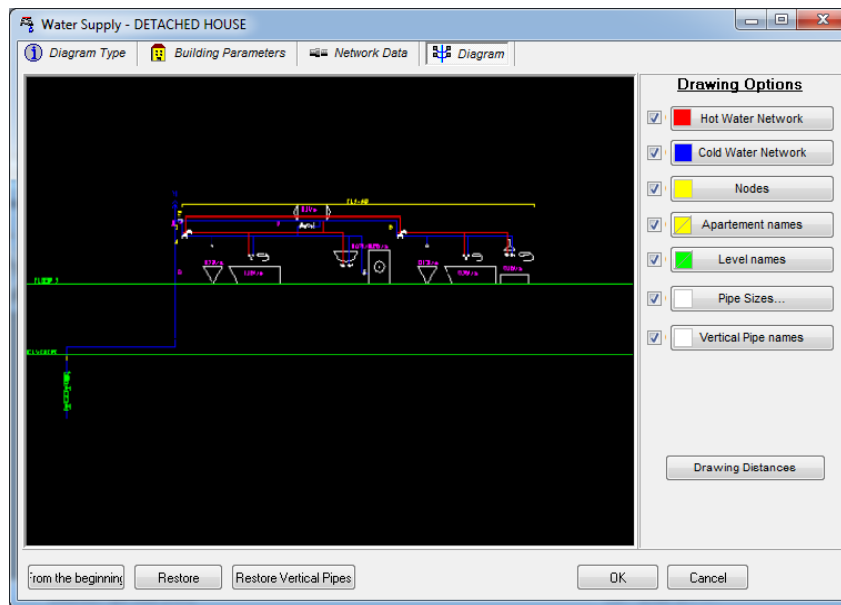 Water Supply - DETACHED HOUSE
Diagram Type
Building Parameters
Network Data
Diagram
Drawing Options
Hot Water Network
Cold Water Network
Nodes
Apartement names
Level names
Pipe Sizes...
Vertical Pipe names
Drawing Distances
From the beginning
Restore
Restore Vertical Pipes
OK
Cancel